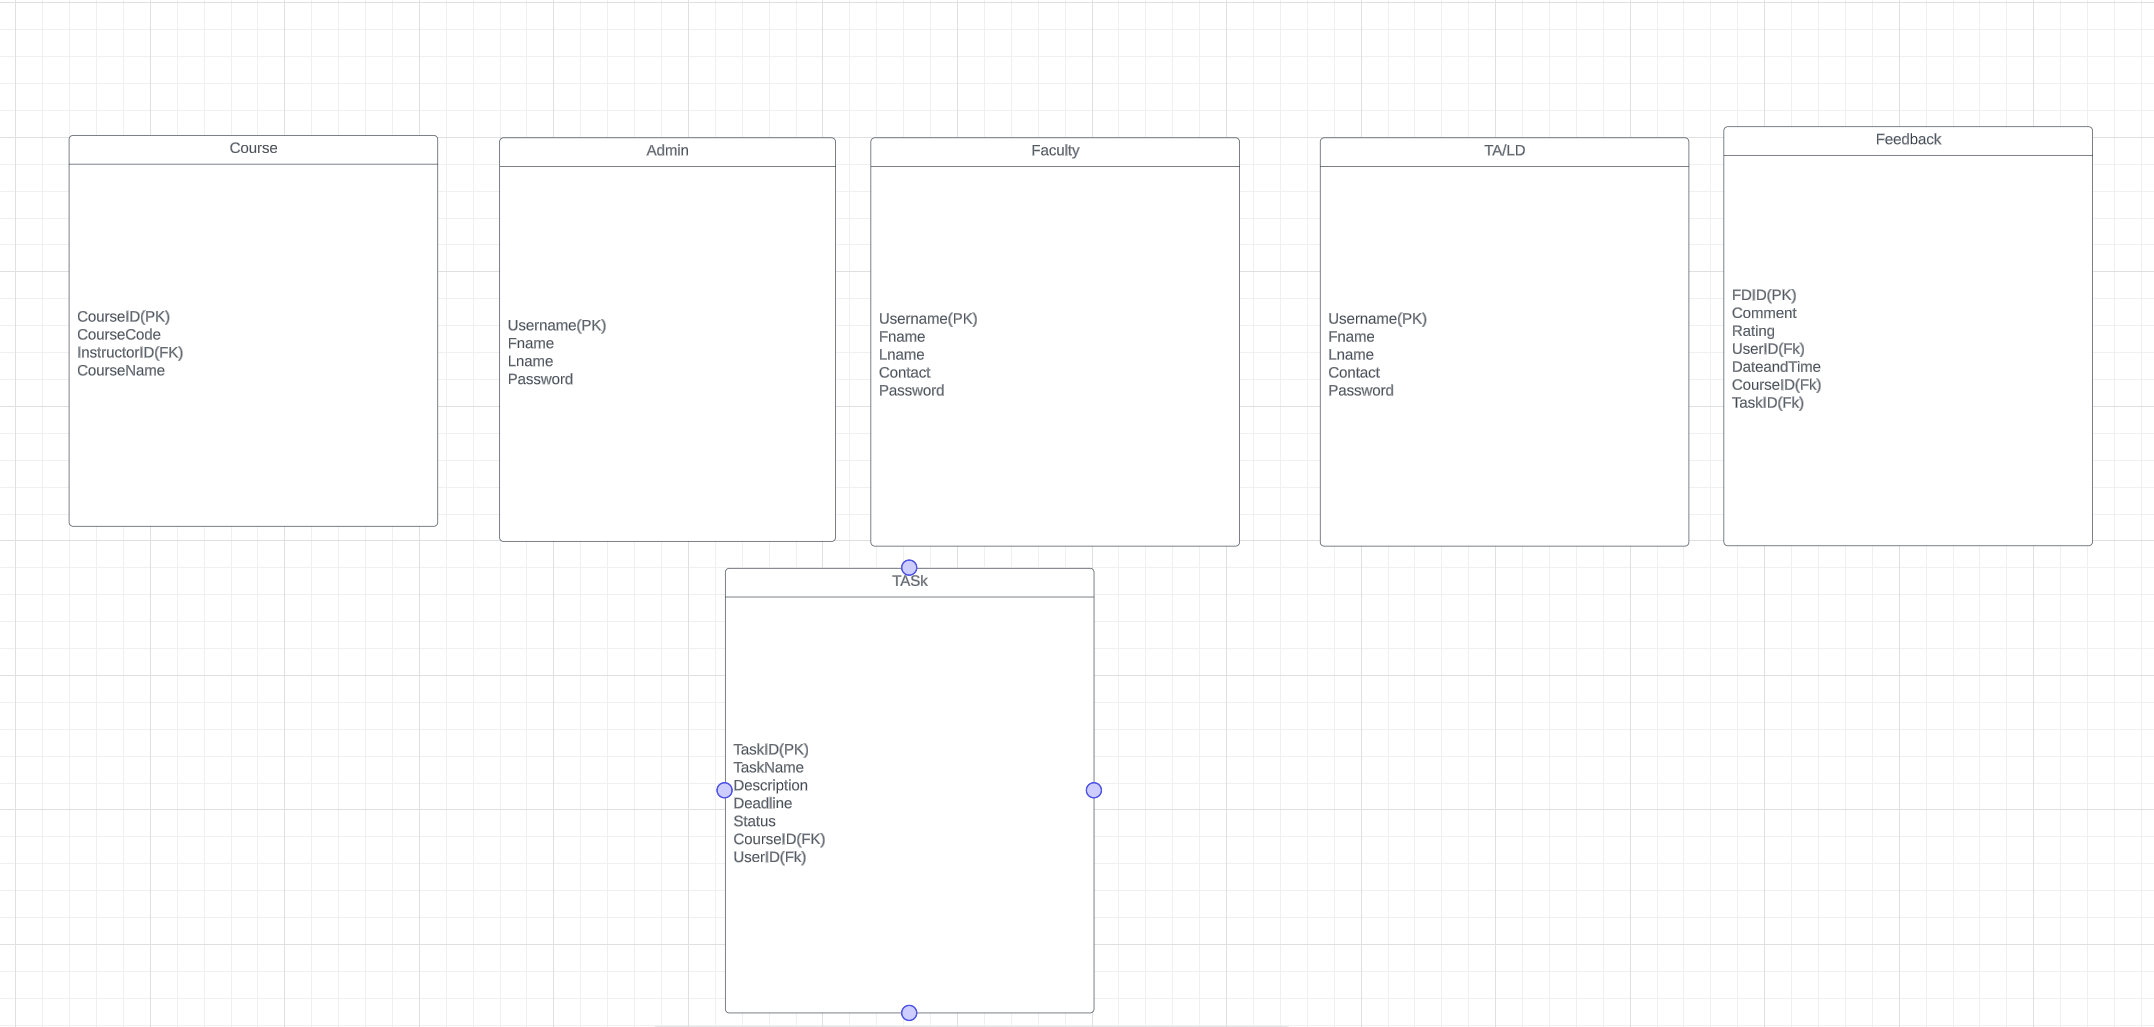 Course
CourseID(PK)
CourseCode
InstructorID(FK)
CourseName
Admin
Username(PK)
Fname
Lname
Password
Faculty
Username(PK)
Fname
Lname
Contact
Password
TA/LD
Username(PK)
Fname
Lname
Contact
Password
Feedback
FDID(PK)
Comment
Rating
UserID(Fk)
DateandTime
CourseID(Fk)
TaskID(Fk)
TASk
TaskID(PK)
TaskName
Description
Deadline
Status
CourseID(FK)
UserID(Fk)